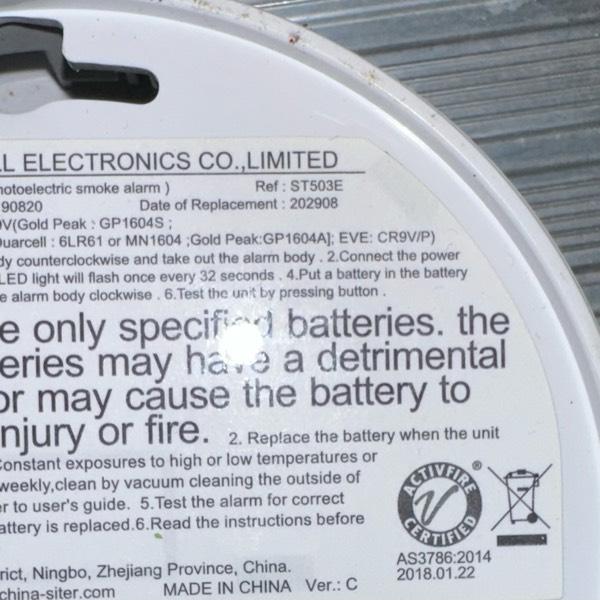 LL ELECTRONICS CO.,LIMITED
hotoelectric smoke alarm ) Ref : ST503E
90820 Date of Replacement : 202908
9V(Gold Peak : GP1604S ;
Duarcell : 6LR61 or MN1604 ;Gold Peak:GP1604A]; EVE: CR9V/P)
dy counterclockwise and take out the alarm body . 2.Connect the power
LED light will flash once every 32 seconds . 4.Put a battery in the battery
e alarm body clockwise . 6.Test the unit by pressing button .
e only specified batteries. the
eries may have a detrimental
or may cause the battery to
njury or fire. 2. Replace the battery when the unit
Constant exposures to high or low temperatures or
weekly,clean by vacuum cleaning the outside of
er to user's guide. 5.Test the alarm for correct
attery is replaced.6.Read the instructions before
ACTIVFIRE ®
CERTIFIED
AS3786:2014
2018.01.22
rict, Ningbo, Zhejiang Province, China.
china-siter.com MADE IN CHINA Ver.: C